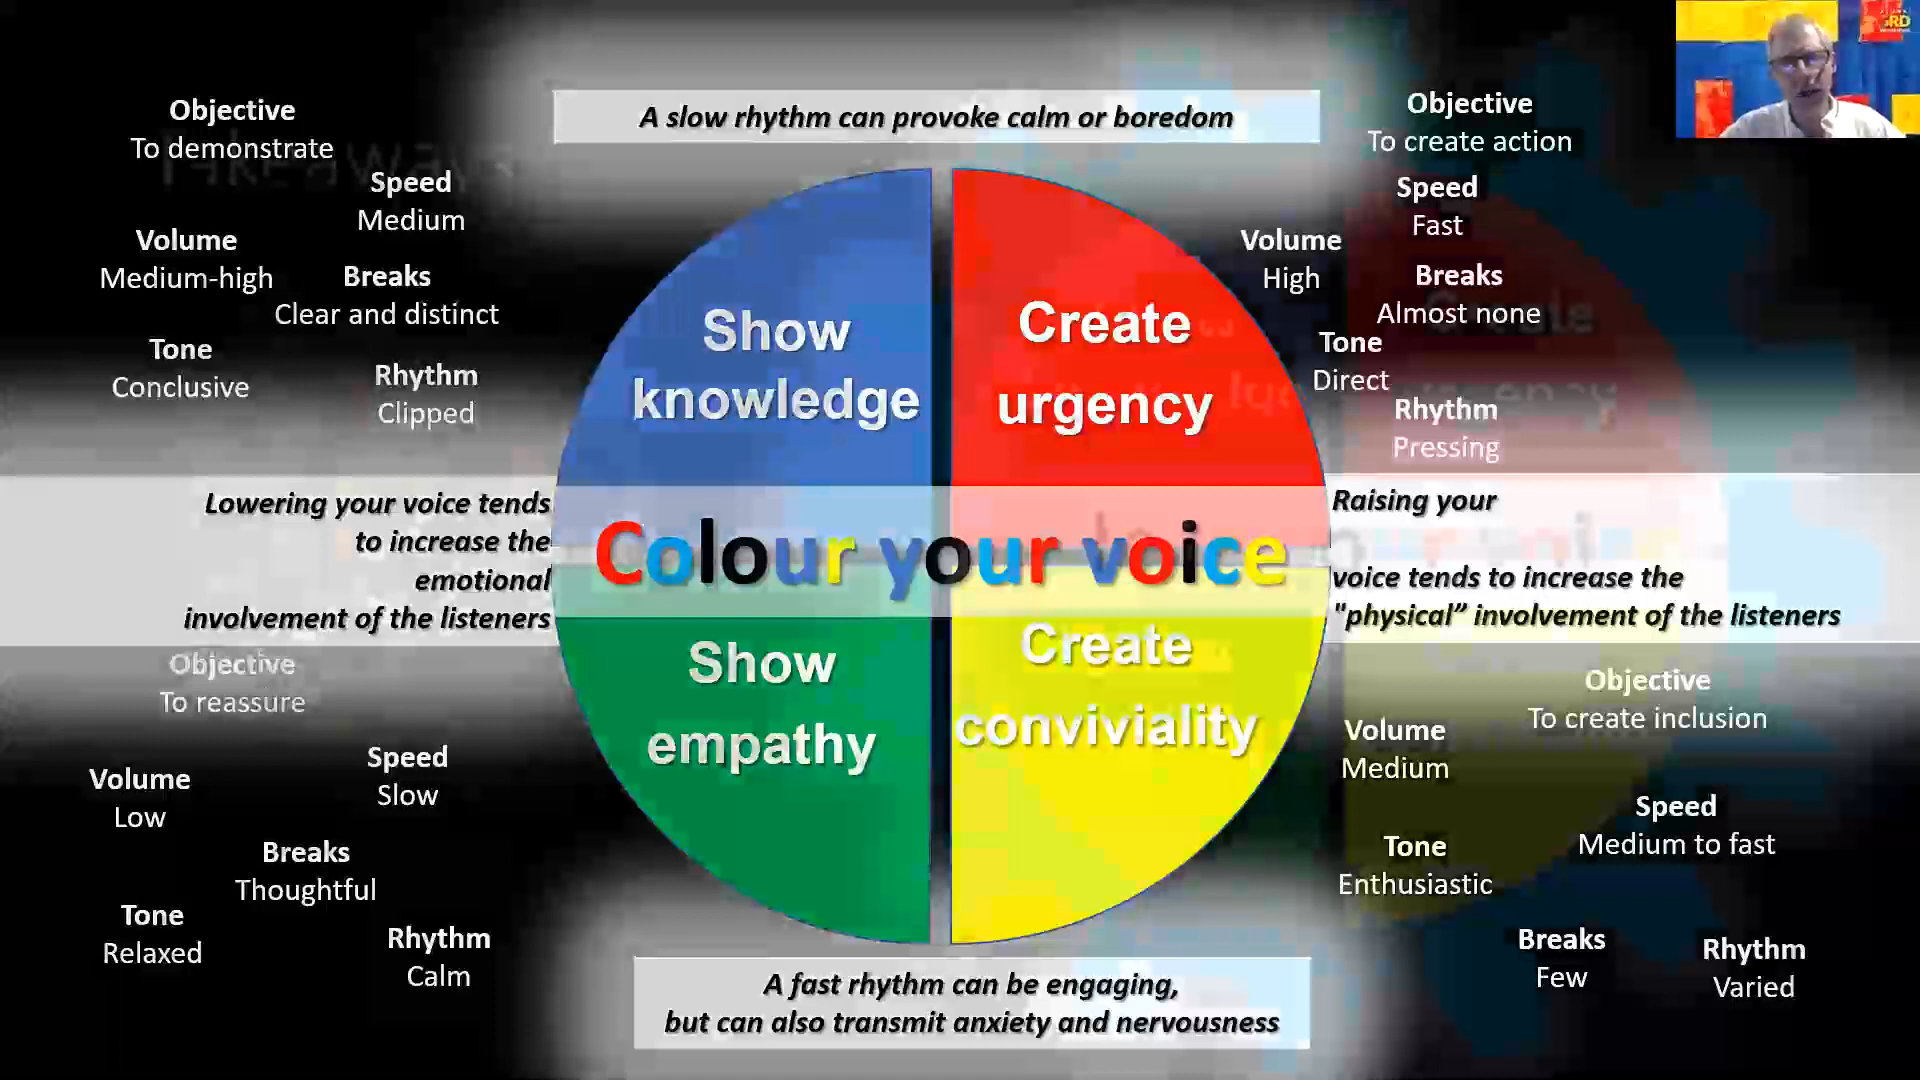 A slow rhythm can provoke calm or boredom
Objective
To demonstrate
Speed
Medium
Volume
Medium-high
Breaks
Clear and distinct
Tone
Conclusive
Rhythm
Clipped
Show
knowledge
Create
urgency
Objective
To create action
Speed
Fast
Volume
High
Breaks
Almost none
Tone
Direct
Rhythm
Pressing
Lowering your voice tends
to increase the
emotional
involvement of the listeners
Colour your voice
Raising your
voice tends to increase the
"physical” involvement of the listeners
Objective
To reassure
Speed
Slow
Volume
Low
Breaks
Thoughtful
Tone
Relaxed
Rhythm
Calm
Show
empathy
Create
conviviality
Objective
To create inclusion
Volume
Medium
Speed
Medium to fast
Tone
Enthusiastic
Breaks
Few
Rhythm
Varied
A fast rhythm can be engaging,
but can also transmit anxiety and nervousness